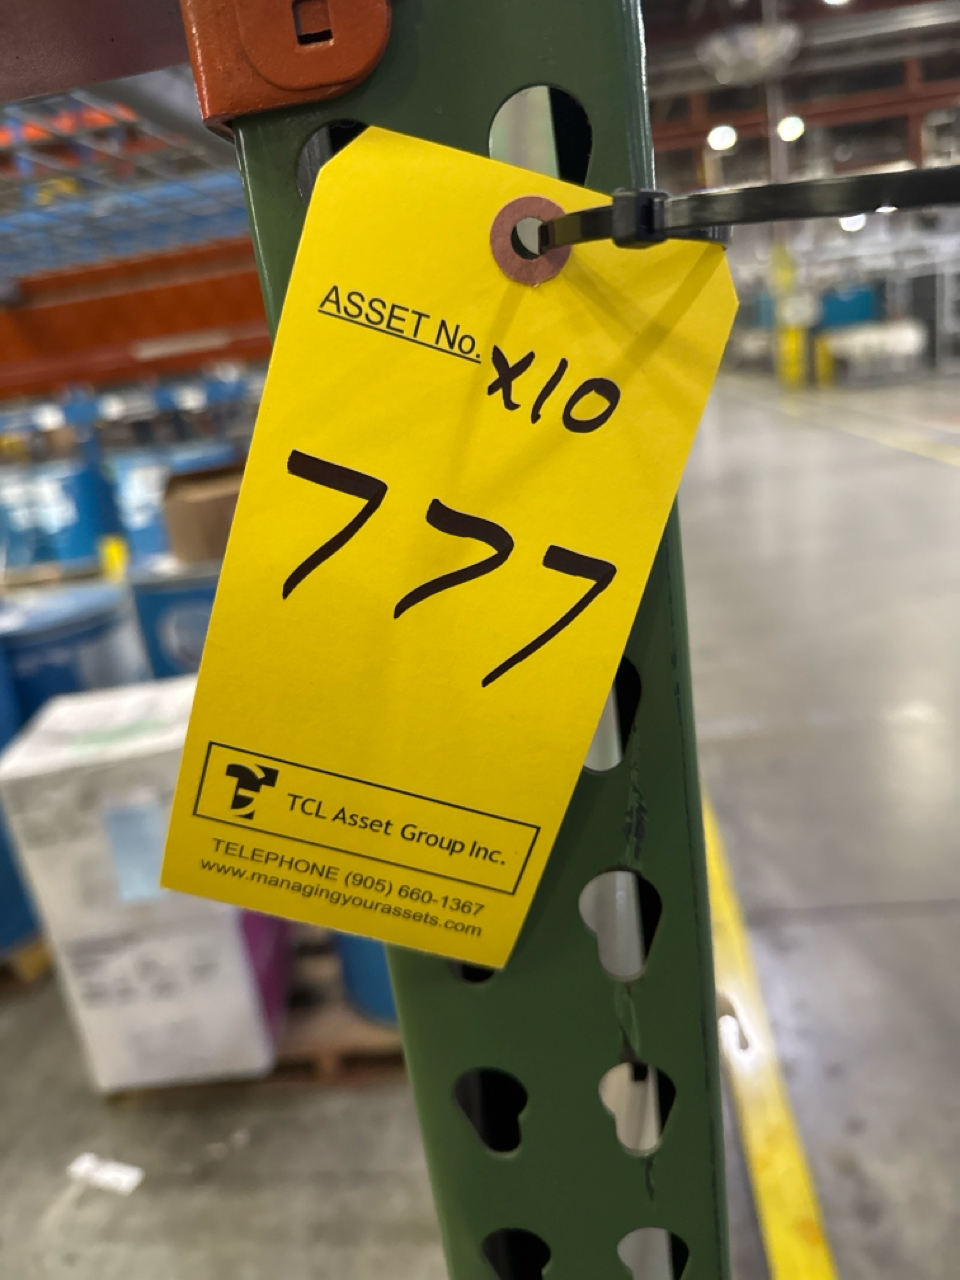 ASSET No. x10
777
TCL Asset Group Inc.
TELEPHONE (905) 660-1367
www.managingyourassets.com